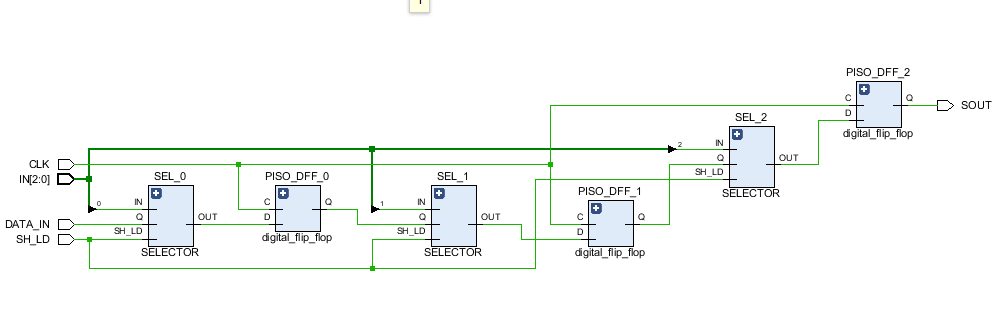 PISO_DFF_2
C
Q
SOUT
D
digital_flip_flop
SEL_2
2
IN
Q
OUT
SH_LD
SELECTOR
CLK
IN[2:0]
SEL_0
0
IN
Q
OUT
SH_LD
SELECTOR
PISO_DFF_0
C
Q
D
digital_flip_flop
SEL_1
1
IN
Q
OUT
SH_LD
SELECTOR
PISO_DFF_1
C
Q
D
digital_flip_flop
DATA_IN
SH_LD